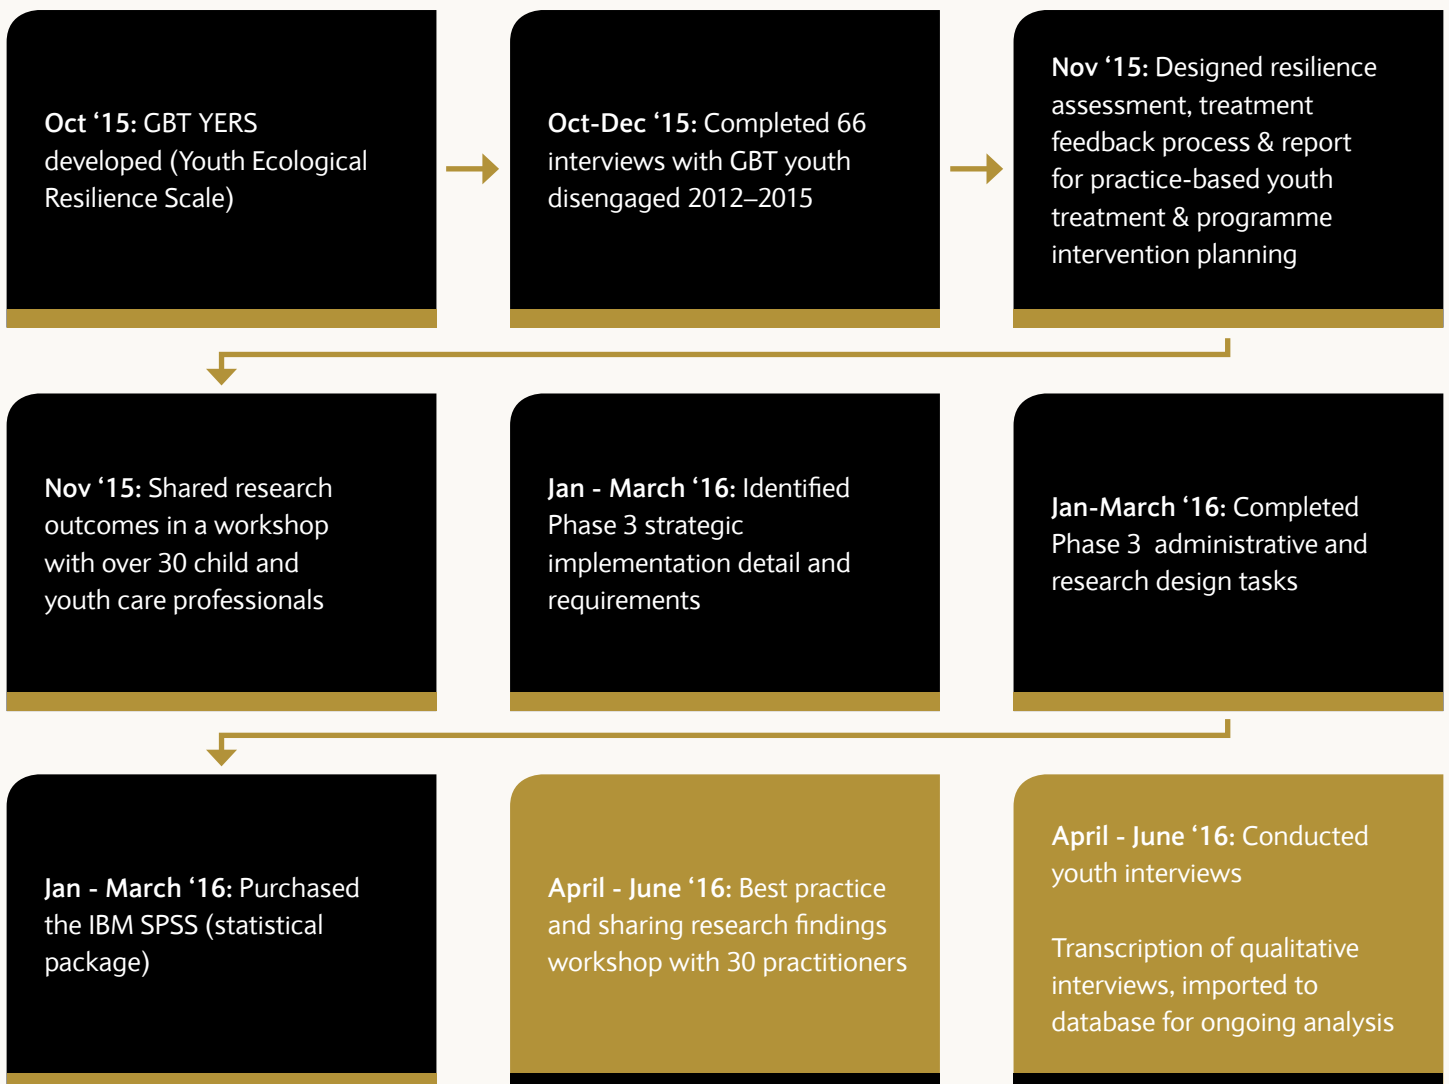 Oct ‘15: GBT YERS
developed (Youth Ecological
Resilience Scale)
Oct-Dec ‘15: Completed 66
interviews with GBT youth
disengaged 2012–2015
Nov ‘15: Designed resilience
assessment, treatment
feedback process & report
for practice-based youth
treatment & programme
intervention planning
Nov ‘15: Shared research
outcomes in a workshop
with over 30 child and
youth care professionals
Jan - March ‘16: Identified
Phase 3 strategic
implementation detail and
requirements
Jan-March ‘16: Completed
Phase 3 administrative and
research design tasks
Jan - March ‘16: Purchased
the IBM SPSS (statistical
package)
April - June ‘16: Best practice
and sharing research findings
workshop with 30 practitioners
April - June ‘16: Conducted
youth interviews
Transcription of qualitative
interviews, imported to
database for ongoing analysis